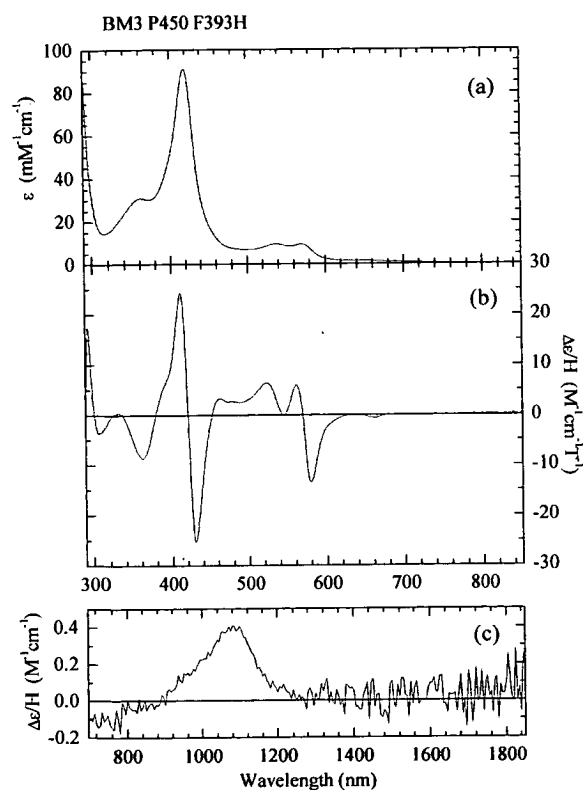 BM3 P450 F393H
(a)
ε (mM⁻¹cm⁻¹)
100
80
60
40
20
0
(b)
30
20
10
0
-10
-20
-30
Δε/H (M⁻¹cm⁻¹T⁻¹)
300 400 500 600 700 800
(c)
Δε/H (M⁻¹cm⁻¹)
0.4
0.2
0.0
-0.2
800 1000 1200 1400 1600 1800
Wavelength (nm)